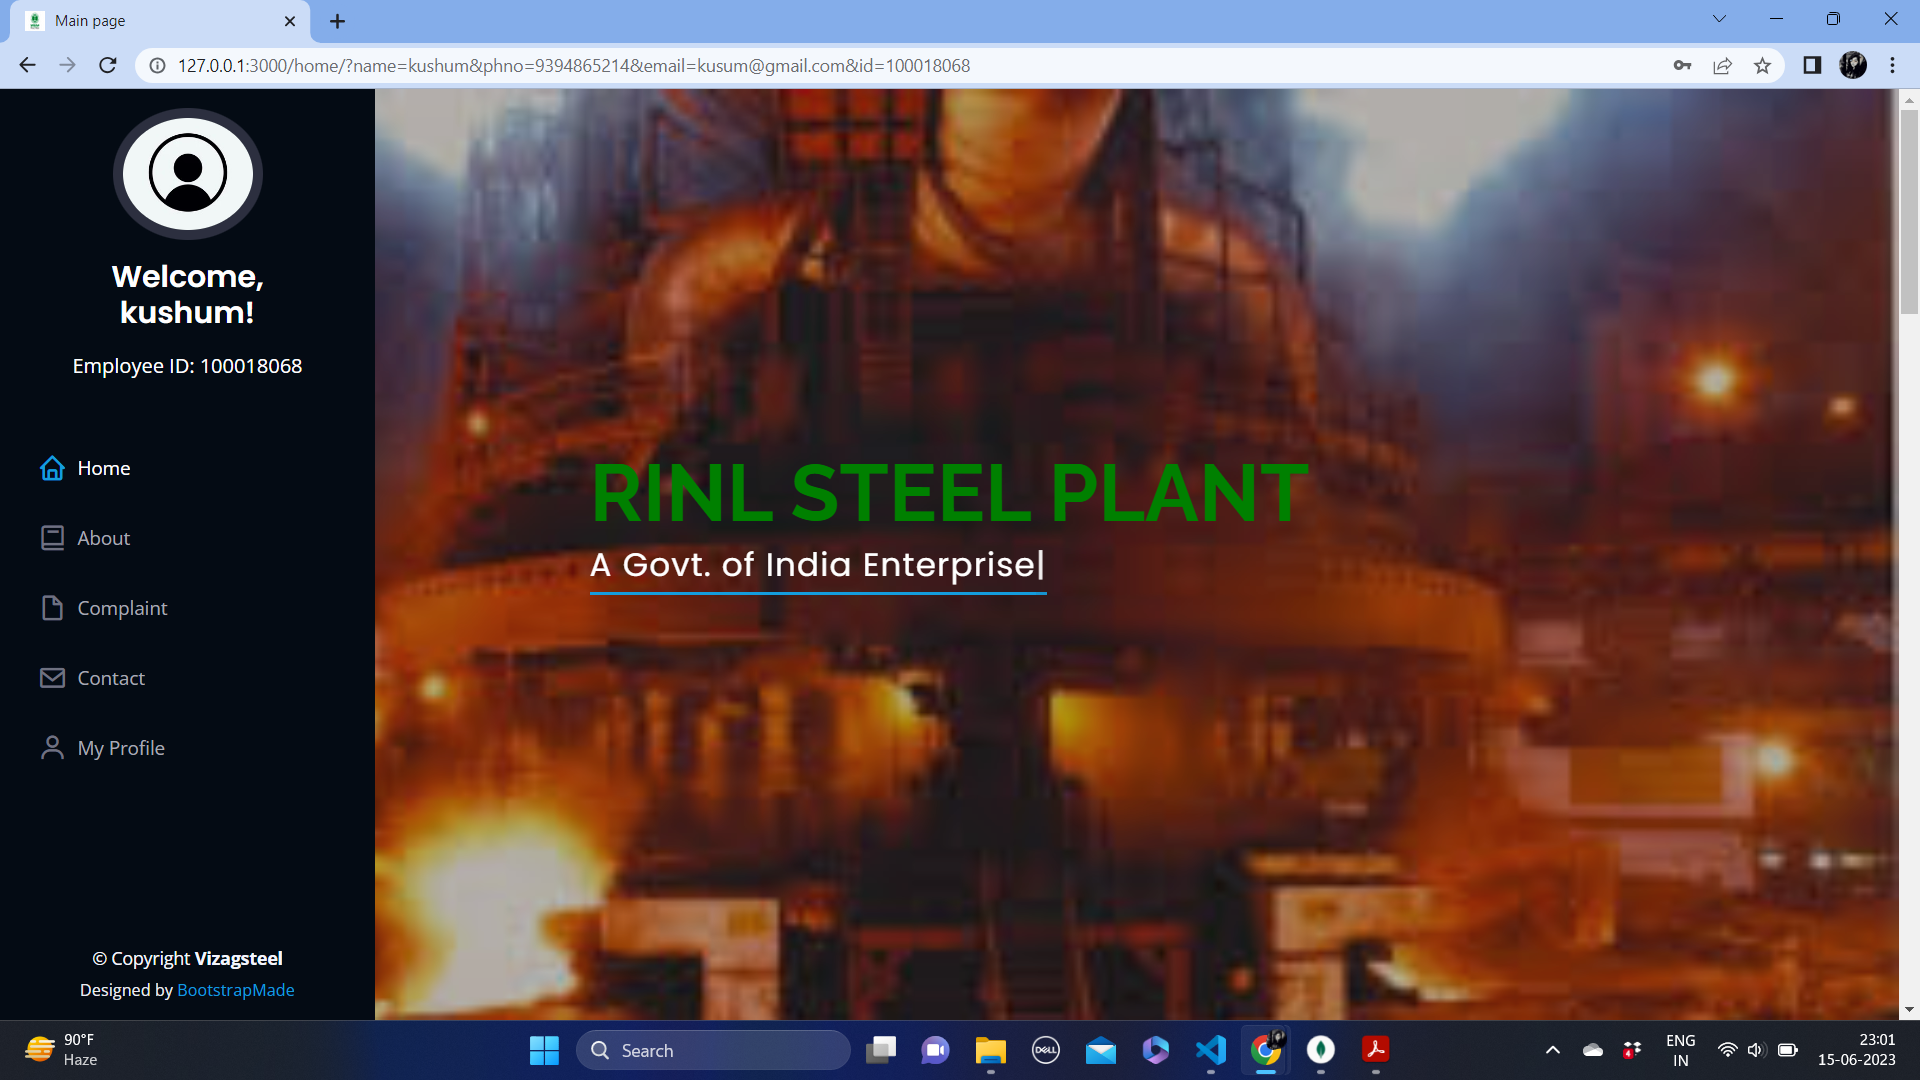 Main page
127.0.0.1:3000/home/?name=kushum&phno=9394865214&email=kusum@gmail.com&id=100018068
Welcome,
kushum!
Employee ID: 100018068
Home
About
Complaint
Contact
My Profile
© Copyright Vizagsteel
Designed by BootstrapMade
RINL STEEL PLANT
A Govt. of India Enterprise|
90°F
Haze
Search
DELL
4
ENG
IN
23:01
15-06-2023